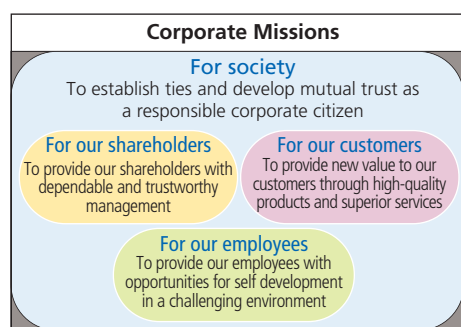 Corporate Missions
For society
To establish ties and develop mutual trust as
a responsible corporate citizen
For our shareholders
To provide our shareholders with
dependable and trustworthy
management
For our customers
To provide new value to our
customers through high-quality
products and superior services
For our employees
To provide our employees with
opportunities for self development
in a challenging environment